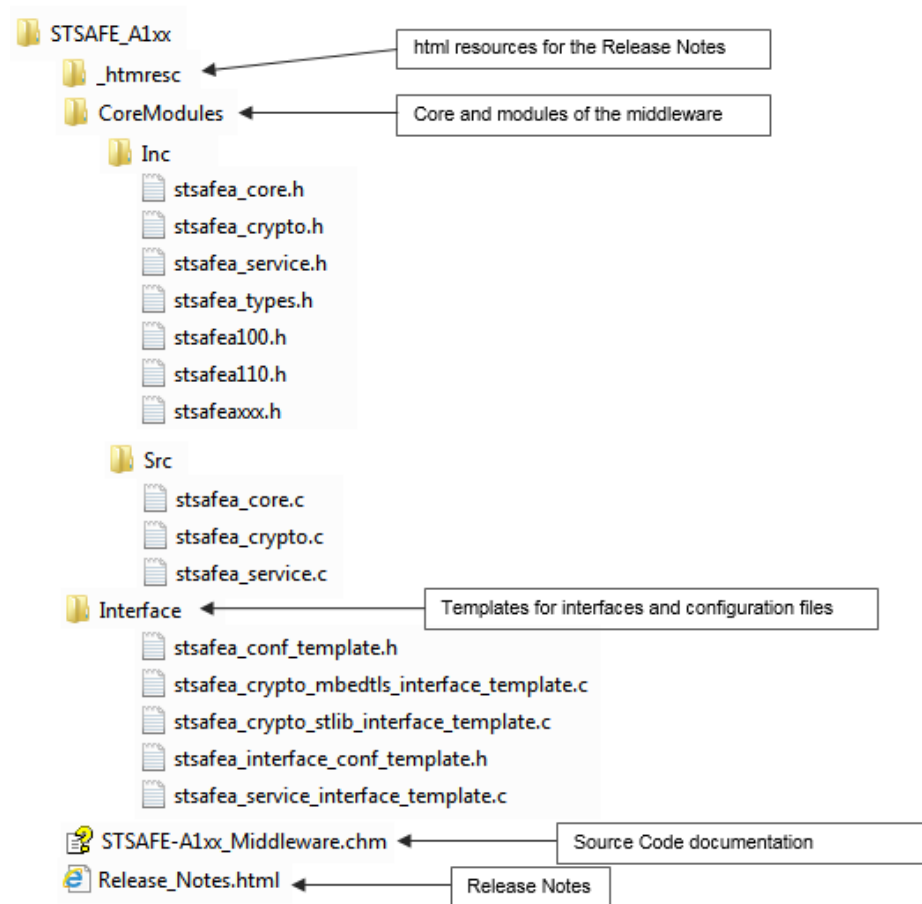 STSAFE_A1xx
html resources for the Release Notes
_htmresc
CoreModules
Core and modules of the middleware
Inc
stsafea_core.h
stsafea_crypto.h
stsafea_service.h
stsafea_types.h
stsafea100.h
stsafea110.h
stsafeaxxx.h
Src
stsafea_core.c
stsafea_crypto.c
stsafea_service.c
Interface
Templates for interfaces and configuration files
stsafea_conf_template.h
stsafea_crypto_mbedtls_interface_template.c
stsafea_crypto_stlib_interface_template.c
stsafea_interface_conf_template.h
stsafea_service_interface_template.c
STSAFE-A1xx_Middleware.chm
Source Code documentation
Release_Notes.html
Release Notes